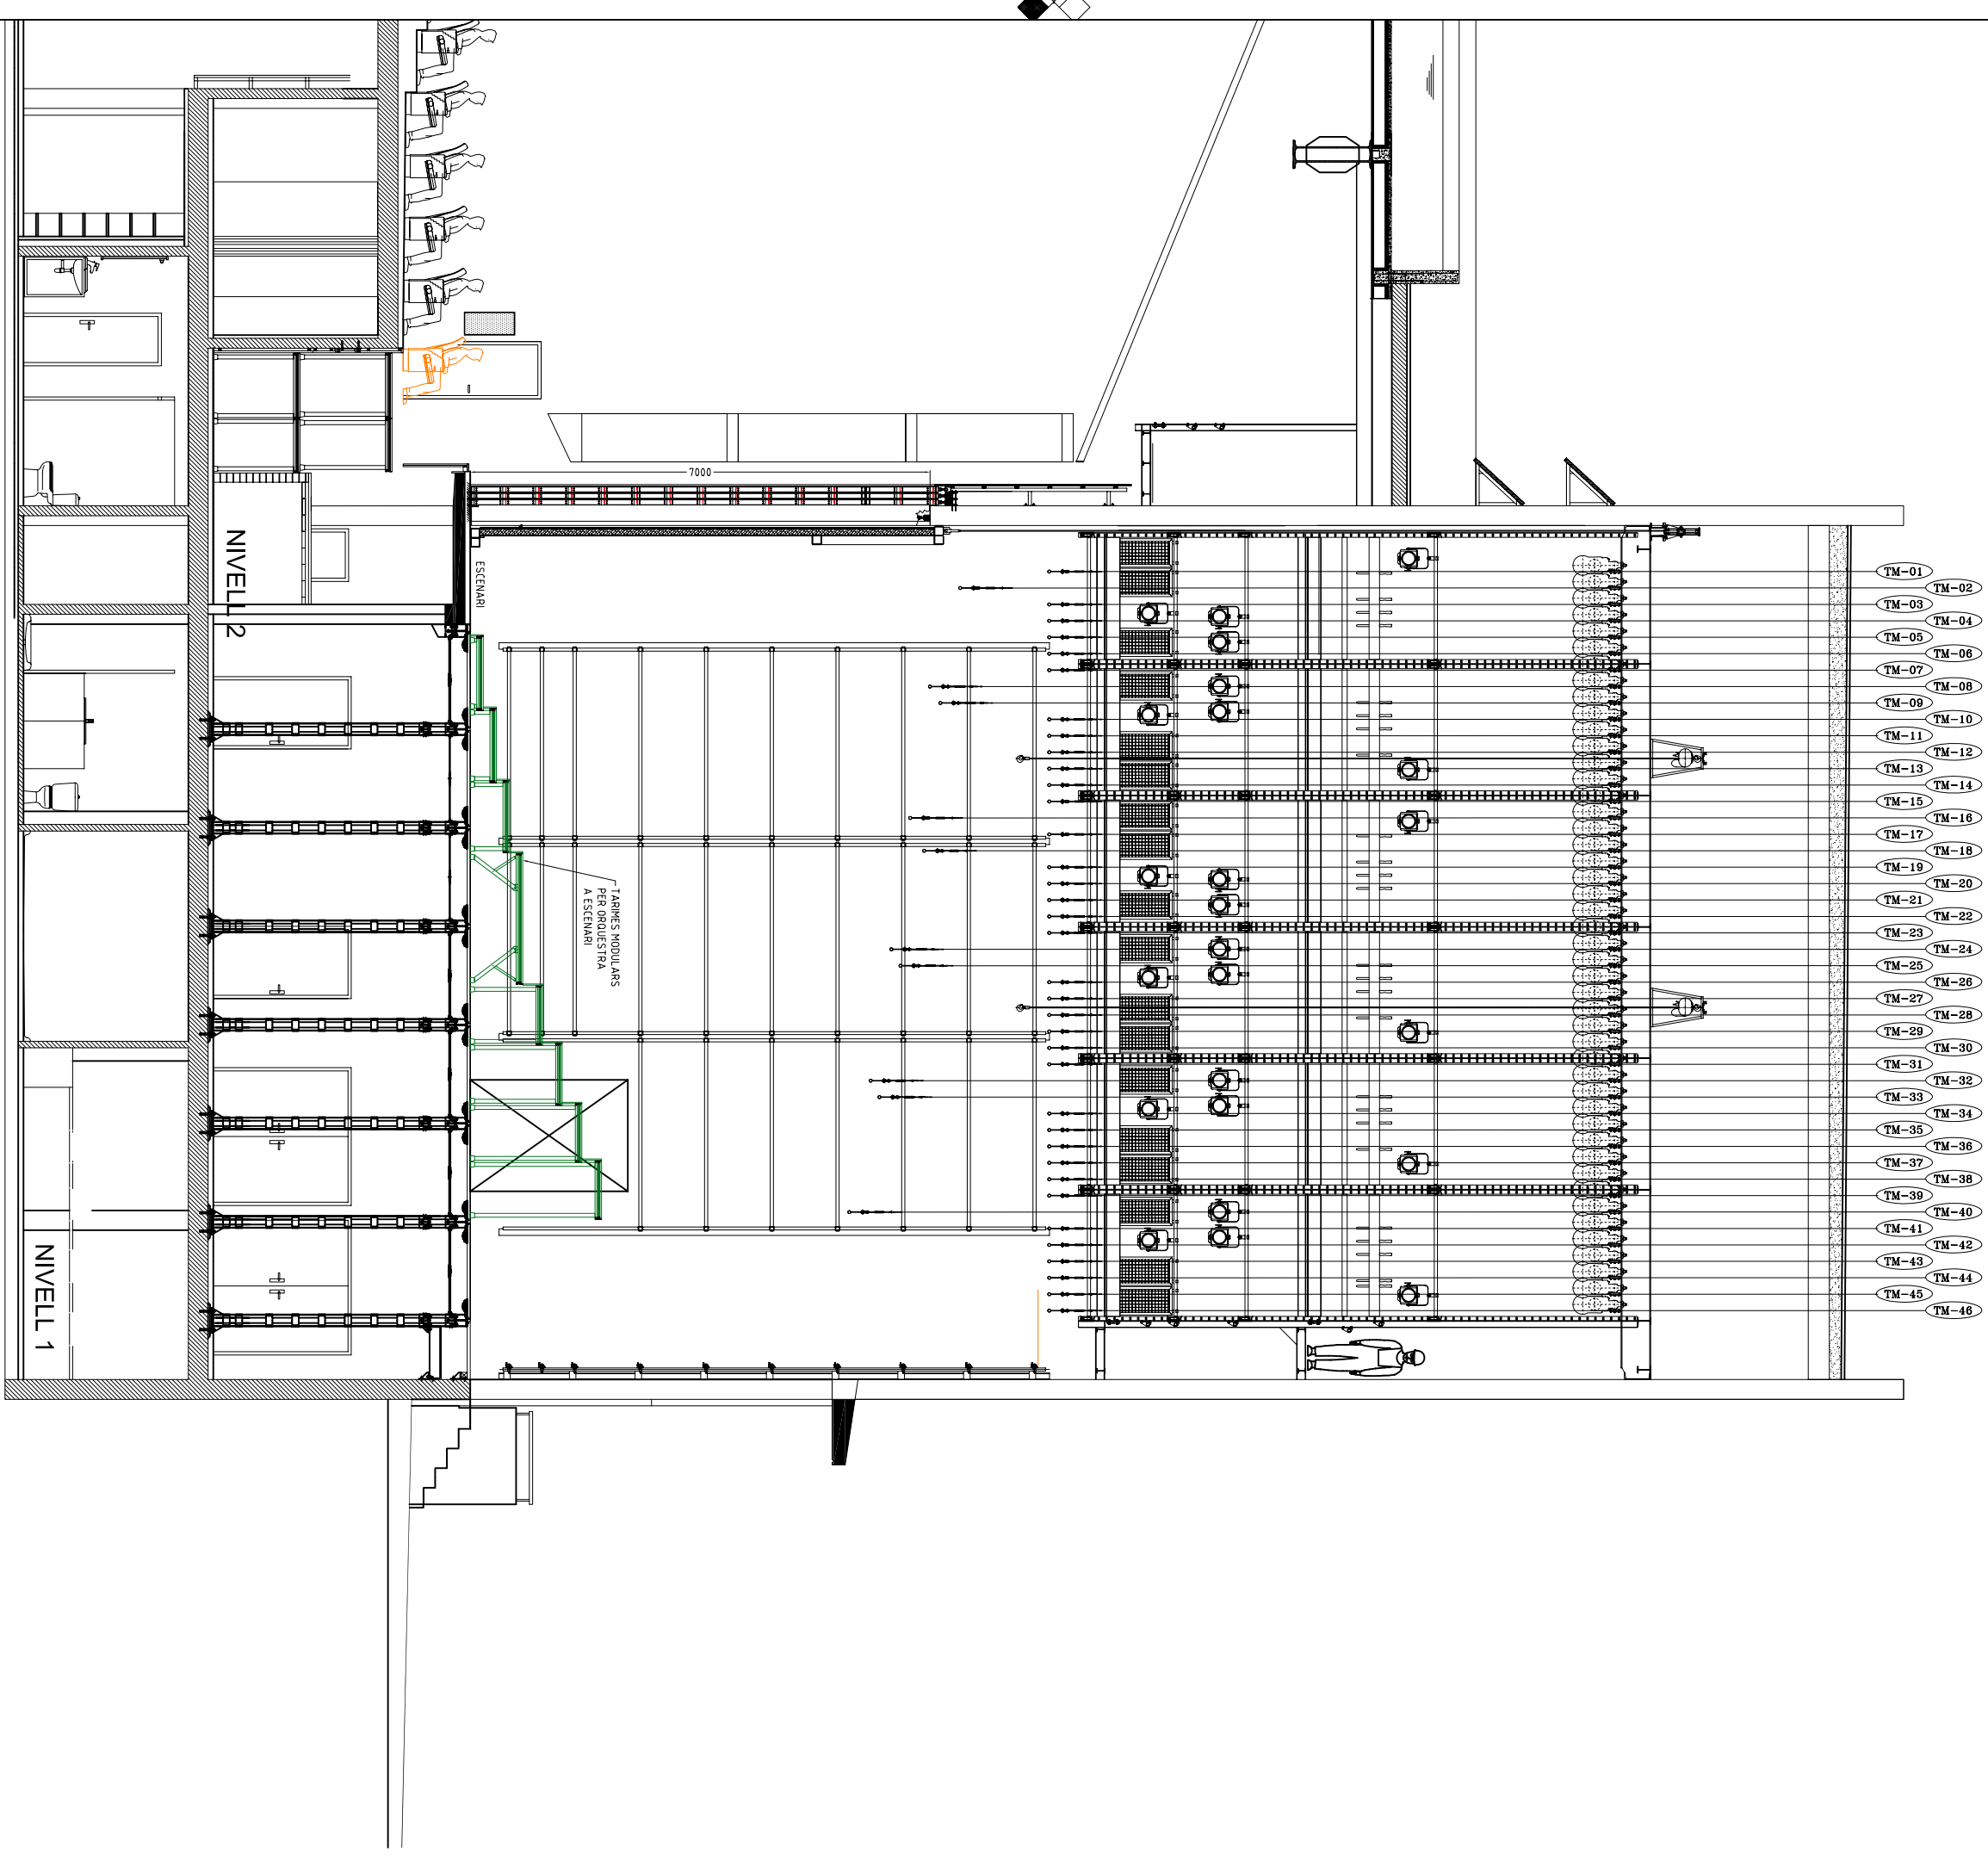 TM-01
TM-02
TM-03
TM-04
TM-05
TM-06
TM-07
TM-08
TM-09
TM-10
TM-11
TM-12
TM-13
TM-14
TM-15
TM-16
TM-17
TM-18
TM-19
TM-20
TM-21
TM-22
TM-23
TM-24
TM-25
TM-26
TM-27
TM-28
TM-29
TM-30
TM-31
TM-32
TM-33
TM-34
TM-35
TM-36
TM-37
TM-38
TM-39
TM-40
TM-41
TM-42
TM-43
TM-44
TM-45
TM-46
7000
TARIMES MODULARS
PER ORQUESTRA
A ESCENARI
ESCENARI
NIVELL 2
NIVELL 1